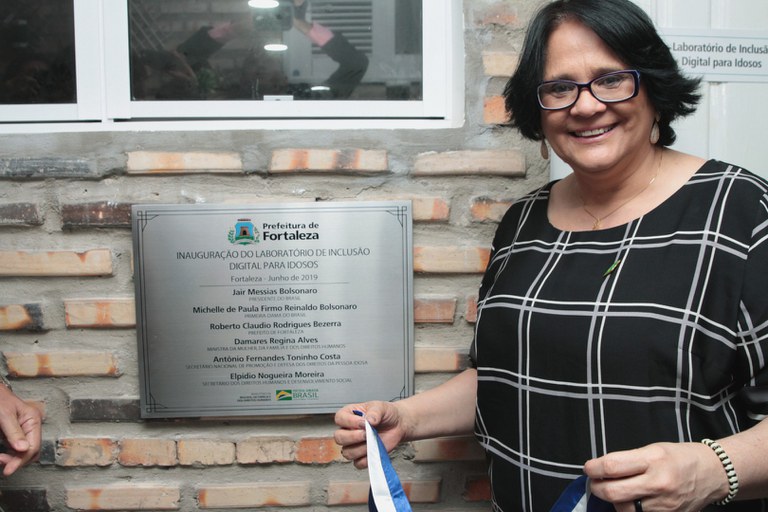 Laboratório de Inclusão
Digital para Idosos
Prefeitura de
Fortaleza
INAUGURAÇÃO DO LABORATÓRIO DE INCLUSÃO
DIGITAL PARA IDOSOS
Fortaleza - Junho de 2019
Jair Messias Bolsonaro
PRESIDENTE DO BRASIL
Michelle de Paula Firmo Reinaldo Bolsonaro
PRIMEIRA DAMA DO BRASIL
Roberto Claudio Rodrigues Bezerra
PREFEITO DE FORTALEZA
Damares Regina Alves
MINISTRA DA MULHER, DA FAMÍLIA E DOS DIREITOS HUMANOS
Antônio Fernandes Toninho Costa
SECRETÁRIO NACIONAL DE PROMOÇÃO E DEFESA DOS DIREITOS DA PESSOA IDOSA
Elpídio Nogueira Moreira
SECRETÁRIO DOS DIREITOS HUMANOS E DESENVOLVIMENTO SOCIAL
BRASIL